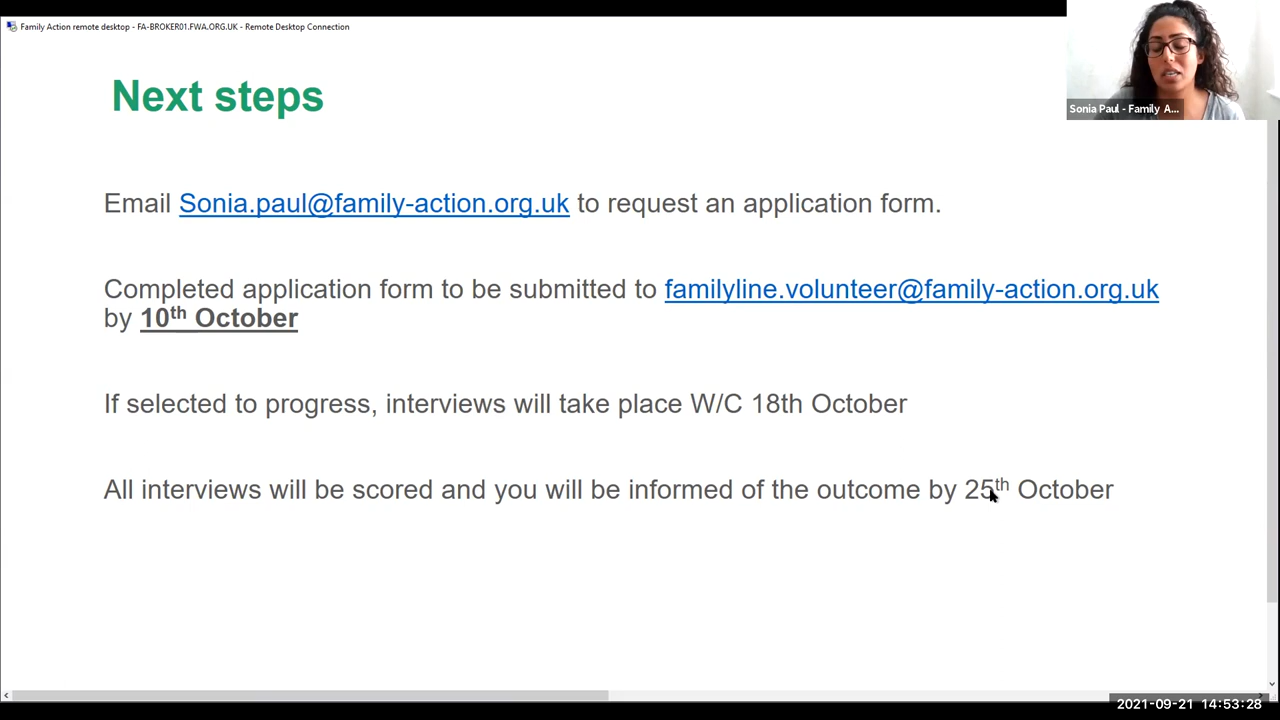 Family Action remote desktop - FA-BROKER01.FWA.ORG.UK - Remote Desktop Connection
Sonia Paul - Family A...
Next steps
Email Sonia.paul@family-action.org.uk to request an application form.
Completed application form to be submitted to familyline.volunteer@family-action.org.uk
by 10th October
If selected to progress, interviews will take place W/C 18th October
All interviews will be scored and you will be informed of the outcome by 25th October
2021-09-21 14:53:28